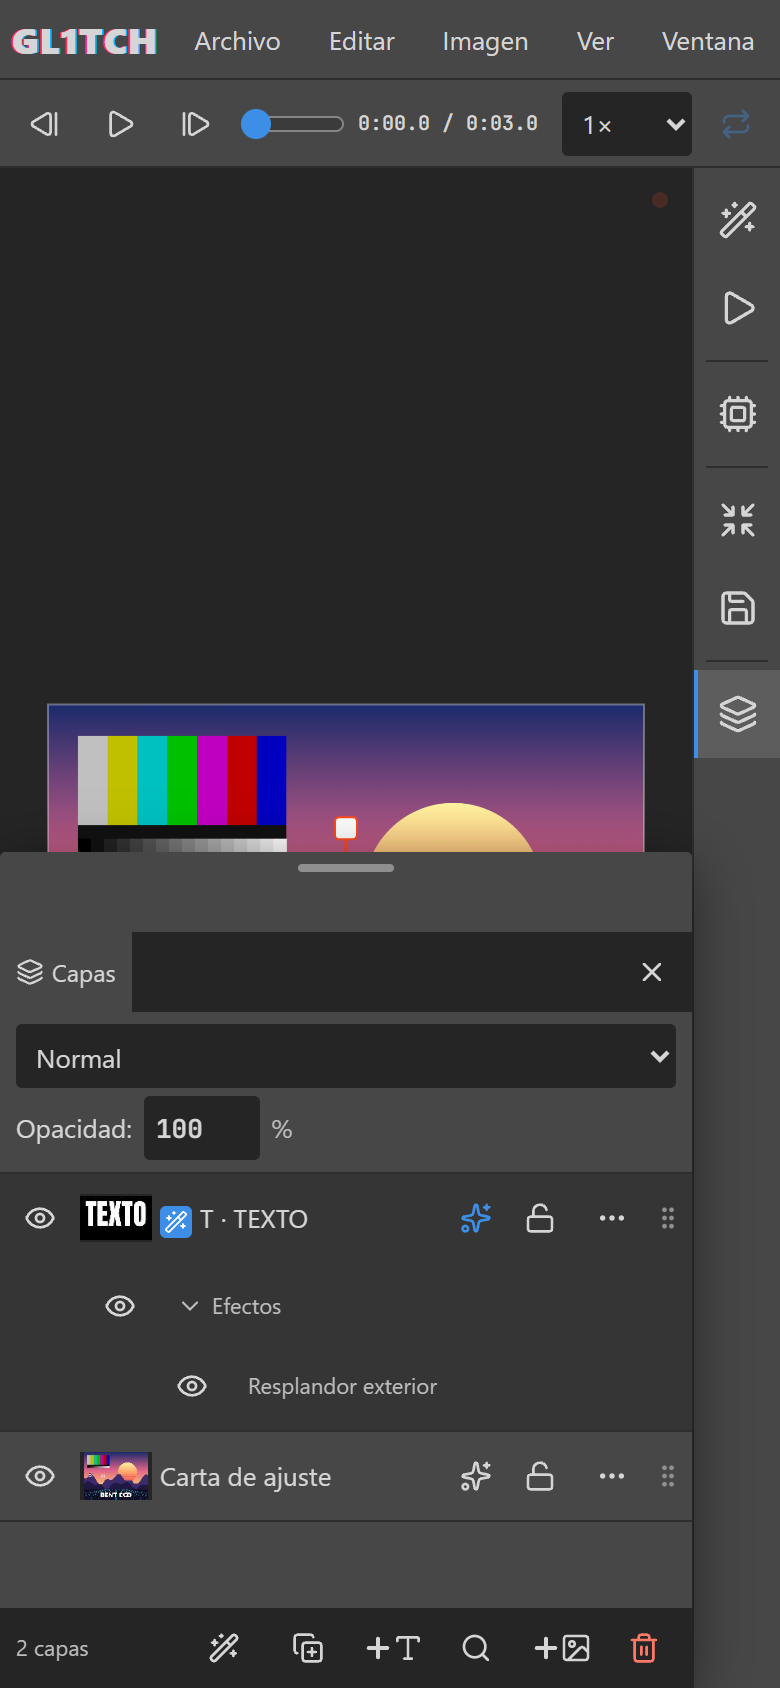 GL1TCH Archivo Editar Imagen Ver Ventana
0:00.0 / 0:03.0 1×
Capas
Normal
Opacidad: 100 %
TEXTO T · TEXTO
Efectos
Resplandor exterior
Carta de ajuste
2 capas T